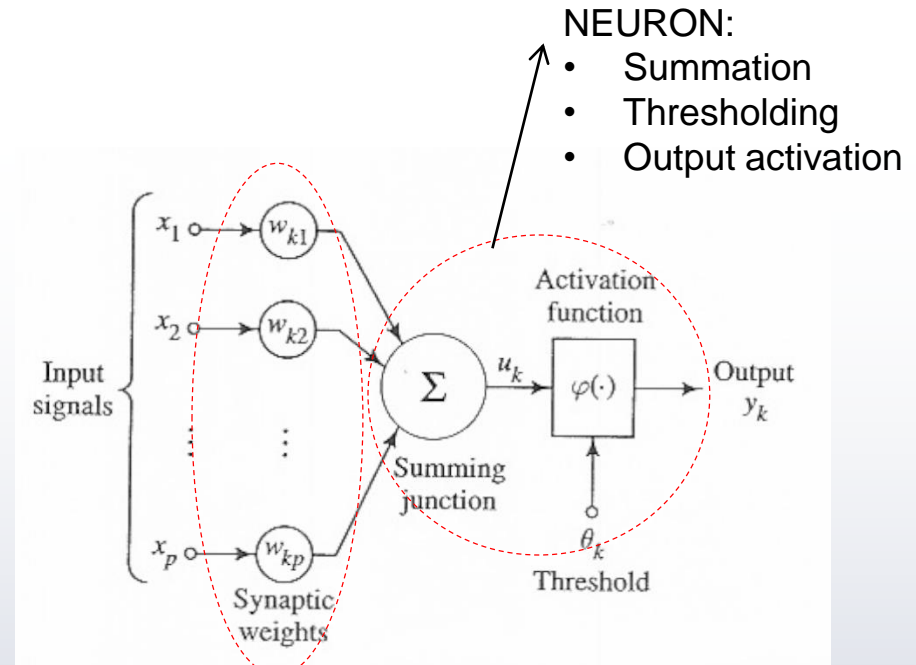 NEURON:
• Summation
• Thresholding
• Output activation
Activation
function
x1
wk1
x2
wk2
Input
signals
Σ
uk
φ(·)
Output
yk
⋮
⋮
Summing
junction
xp
wkp
θk
Threshold
Synaptic
weights